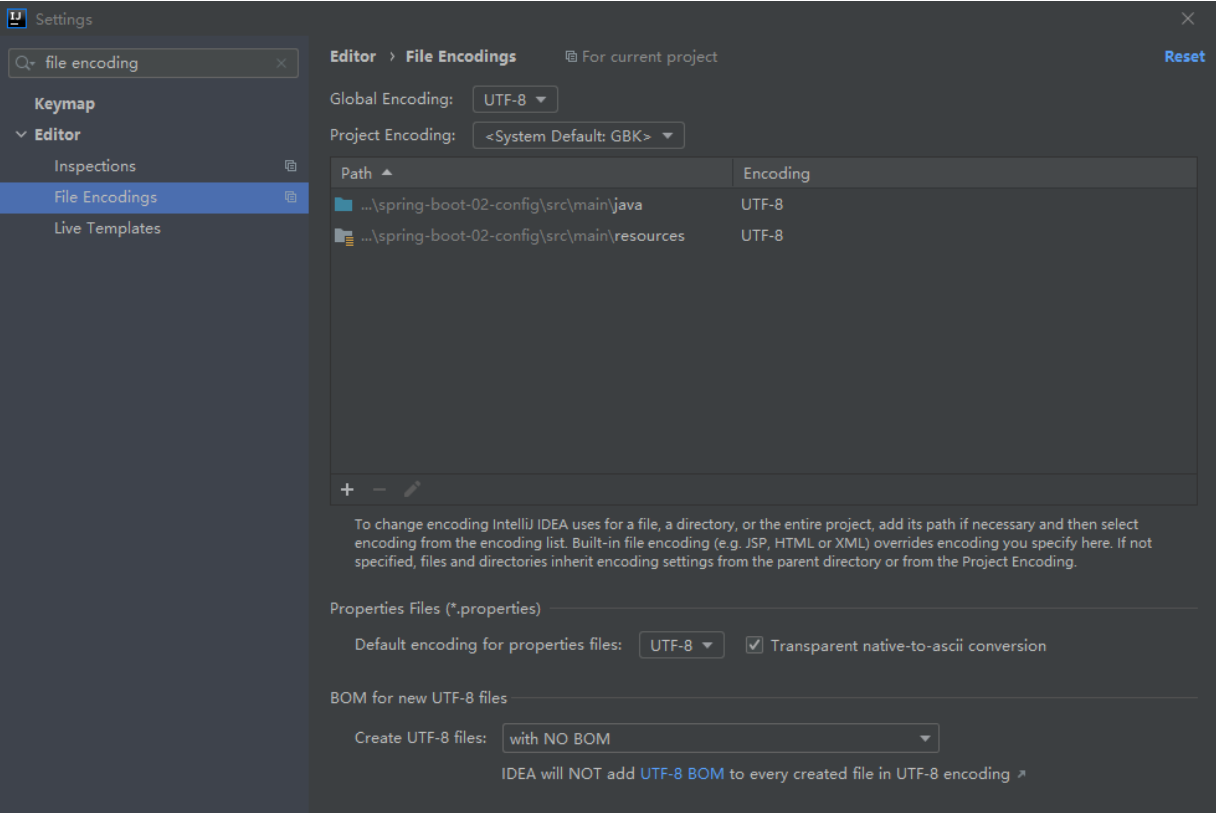 IJ
Settings
file encoding
Keymap
Editor
Inspections
File Encodings
Live Templates
Editor › File Encodings For current project Reset
Global Encoding: UTF-8
Project Encoding: <System Default: GBK>
Path Encoding
...\spring-boot-02-config\src\main\java UTF-8
...\spring-boot-02-config\src\main\resources UTF-8
To change encoding IntelliJ IDEA uses for a file, a directory, or the entire project, add its path if necessary and then select
encoding from the encoding list. Built-in file encoding (e.g. JSP, HTML or XML) overrides encoding you specify here. If not
specified, files and directories inherit encoding settings from the parent directory or from the Project Encoding.
Properties Files (*.properties)
Default encoding for properties files: UTF-8 Transparent native-to-ascii conversion
BOM for new UTF-8 files
Create UTF-8 files: with NO BOM
IDEA will NOT add UTF-8 BOM to every created file in UTF-8 encoding ↗